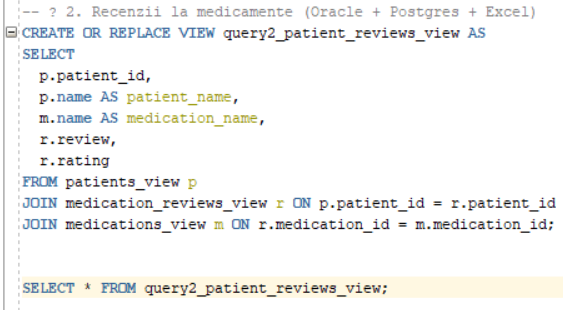 -- ? 2. Recenzii la medicamente (Oracle + Postgres + Excel)
CREATE OR REPLACE VIEW query2_patient_reviews_view AS
SELECT
  p.patient_id,
  p.name AS patient_name,
  m.name AS medication_name,
  r.review,
  r.rating
FROM patients_view p
JOIN medication_reviews_view r ON p.patient_id = r.patient_id
JOIN medications_view m ON r.medication_id = m.medication_id;
SELECT * FROM query2_patient_reviews_view;